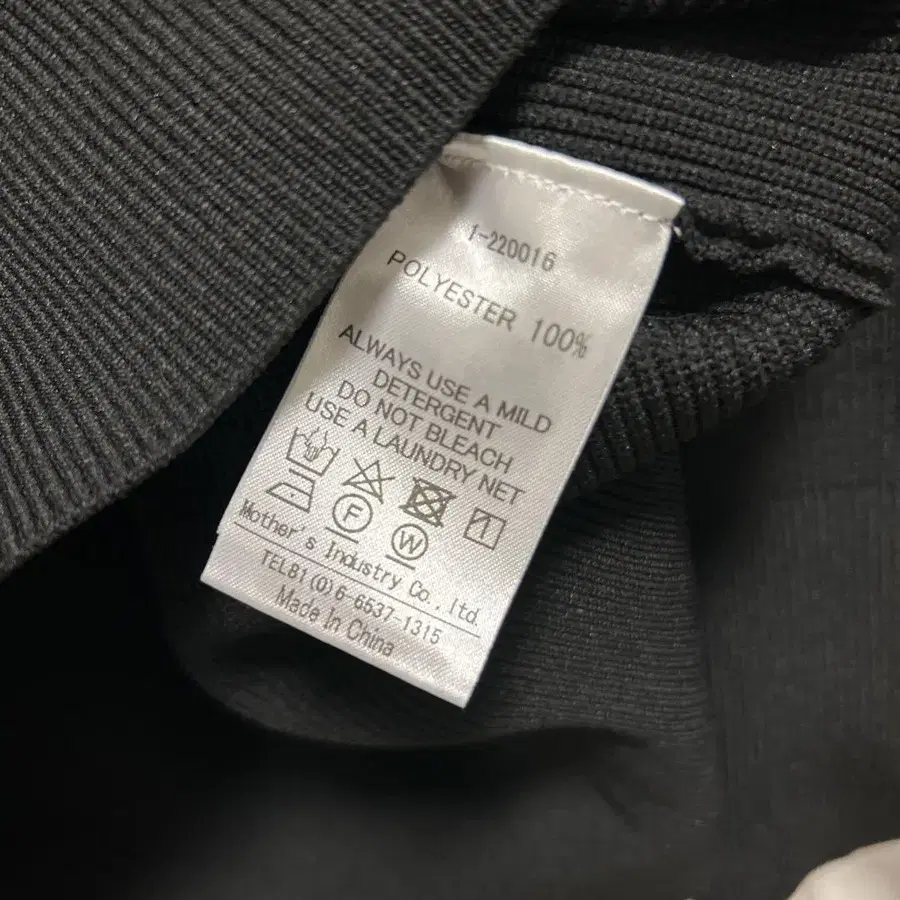 1-220016
POLYESTER 100%
ALWAYS USE A MILD
DETERGENT
DO NOT BLEACH
USE A LAUNDRY NET
F
W
Mother's Industry Co., ltd.
TEL81(0)6-6537-1315
Made In China